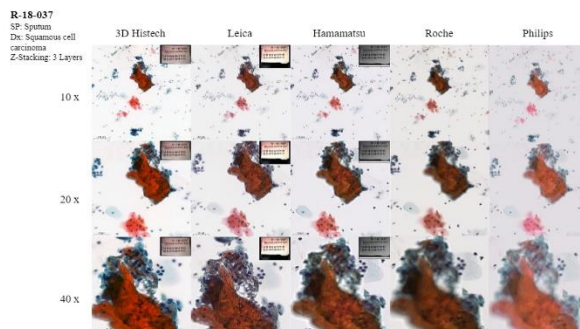 R-18-037
SP: Sputum
Dx: Squamous cell
carcinoma
Z-Stacking: 3 Layers
3D Histech
Leica
Hamamatsu
Roche
Philips
10 x
20 x
40 x